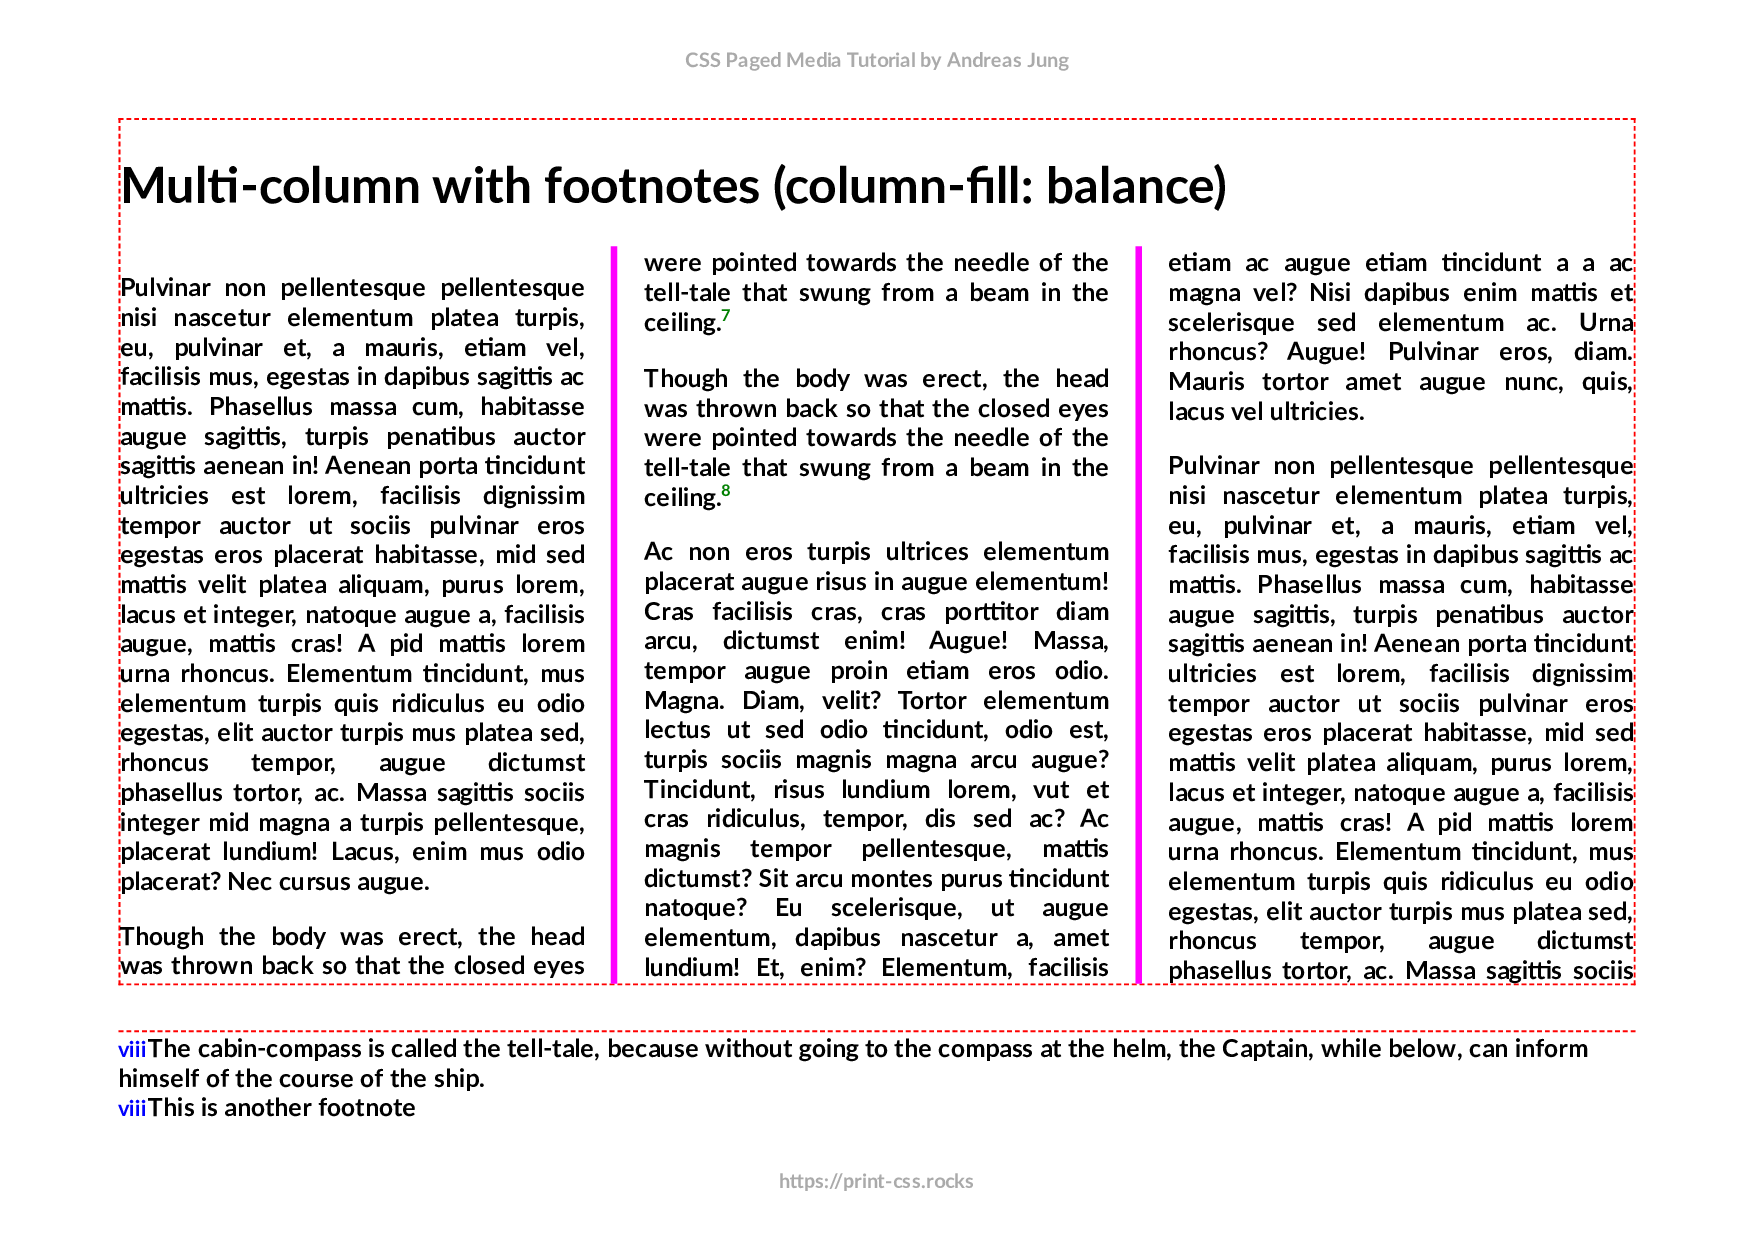 CSS Paged Media Tutorial by Andreas Jung
Multi-column with footnotes (column-fill: balance)
Pulvinar non pellentesque pellentesque
nisi nascetur elementum platea turpis,
eu, pulvinar et, a mauris, etiam vel,
facilisis mus, egestas in dapibus sagittis ac
mattis. Phasellus massa cum, habitasse
augue sagittis, turpis penatibus auctor
sagittis aenean in! Aenean porta tincidunt
ultricies est lorem, facilisis dignissim
tempor auctor ut sociis pulvinar eros
egestas eros placerat habitasse, mid sed
mattis velit platea aliquam, purus lorem,
lacus et integer, natoque augue a, facilisis
augue, mattis cras! A pid mattis lorem
urna rhoncus. Elementum tincidunt, mus
elementum turpis quis ridiculus eu odio
egestas, elit auctor turpis mus platea sed,
rhoncus tempor, augue dictumst
phasellus tortor, ac. Massa sagittis sociis
integer mid magna a turpis pellentesque,
placerat lundium! Lacus, enim mus odio
placerat? Nec cursus augue.
Though the body was erect, the head
was thrown back so that the closed eyes
were pointed towards the needle of the
tell-tale that swung from a beam in the
ceiling.7
Though the body was erect, the head
was thrown back so that the closed eyes
were pointed towards the needle of the
tell-tale that swung from a beam in the
ceiling.8
Ac non eros turpis ultrices elementum
placerat augue risus in augue elementum!
Cras facilisis cras, cras porttitor diam
arcu, dictumst enim! Augue! Massa,
tempor augue proin etiam eros odio.
Magna. Diam, velit? Tortor elementum
lectus ut sed odio tincidunt, odio est,
turpis sociis magnis magna arcu augue?
Tincidunt, risus lundium lorem, vut et
cras ridiculus, tempor, dis sed ac? Ac
magnis tempor pellentesque, mattis
dictumst? Sit arcu montes purus tincidunt
natoque? Eu scelerisque, ut augue
elementum, dapibus nascetur a, amet
lundium! Et, enim? Elementum, facilisis
etiam ac augue etiam tincidunt a a ac
magna vel? Nisi dapibus enim mattis et
scelerisque sed elementum ac. Urna
rhoncus? Augue! Pulvinar eros, diam.
Mauris tortor amet augue nunc, quis,
lacus vel ultricies.
Pulvinar non pellentesque pellentesque
nisi nascetur elementum platea turpis,
eu, pulvinar et, a mauris, etiam vel,
facilisis mus, egestas in dapibus sagittis ac
mattis. Phasellus massa cum, habitasse
augue sagittis, turpis penatibus auctor
sagittis aenean in! Aenean porta tincidunt
ultricies est lorem, facilisis dignissim
tempor auctor ut sociis pulvinar eros
egestas eros placerat habitasse, mid sed
mattis velit platea aliquam, purus lorem,
lacus et integer, natoque augue a, facilisis
augue, mattis cras! A pid mattis lorem
urna rhoncus. Elementum tincidunt, mus
elementum turpis quis ridiculus eu odio
egestas, elit auctor turpis mus platea sed,
rhoncus tempor, augue dictumst
phasellus tortor, ac. Massa sagittis sociis
viiiThe cabin-compass is called the tell-tale, because without going to the compass at the helm, the Captain, while below, can inform
himself of the course of the ship.
viiiThis is another footnote
https://print-css.rocks